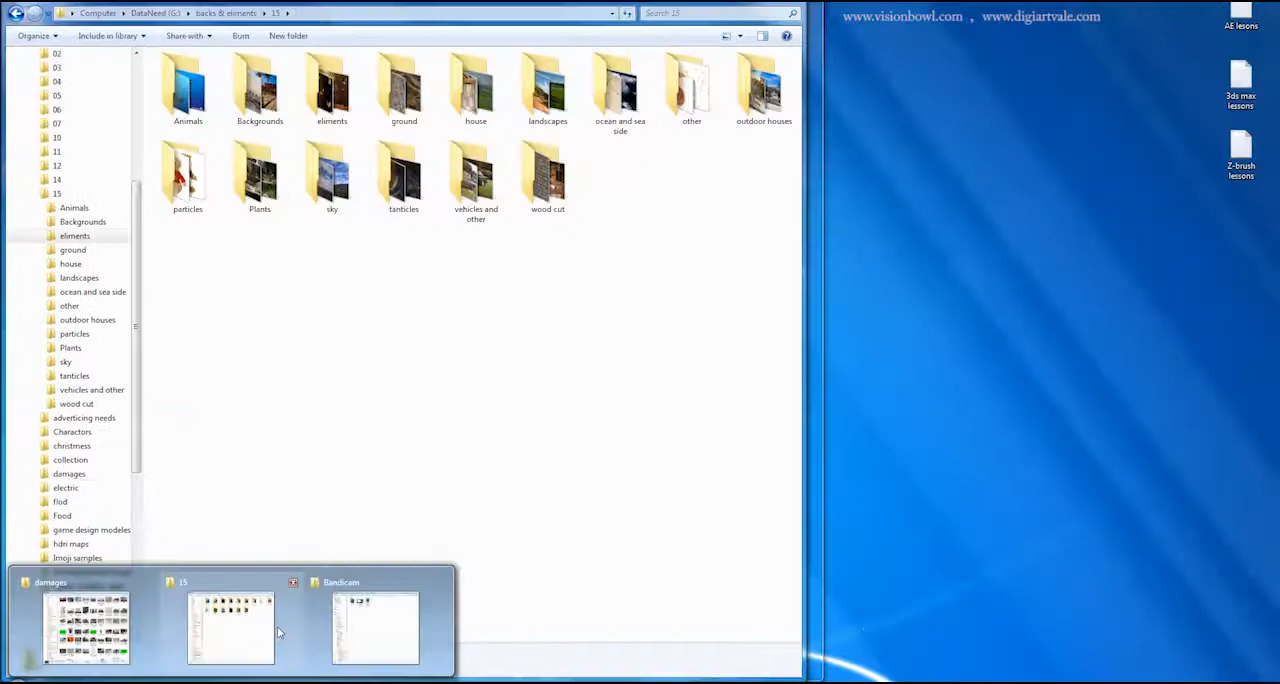 Computer DataNeed (G:) backs & eliments 15 Search 15
www.visionbowl.com , www.digiartvale.com
Organize Include in library Share with Burn New folder
AE lesons
3ds max
lessons
Z-brush
lessons
02
03
04
05
06
07
10
11
12
14
15
Animals
Backgrounds
eliments
ground
house
landscapes
ocean and sea side
other
outdoor houses
particles
Plants
sky
tanticles
vehicles and other
wood cut
adverticing needs
Charactors
christmess
collection
damages
electric
flod
Food
game design modeles
hdri maps
Imoji samples
Animals Backgrounds eliments ground house landscapes ocean and sea side other outdoor houses
particles Plants sky tanticles vehicles and other wood cut
damages 15 Bandicam